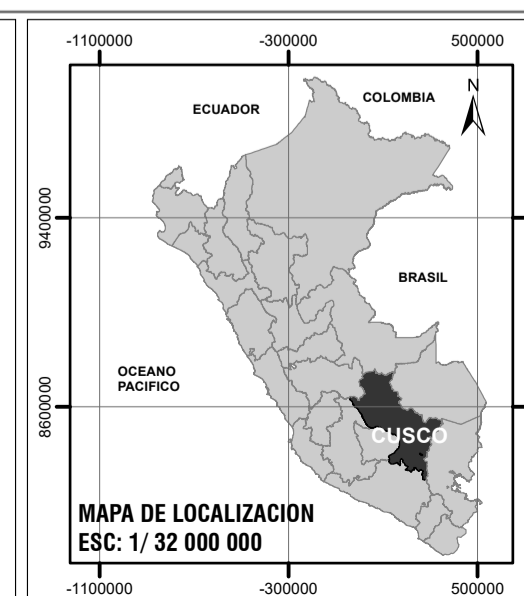 -1100000 -300000 500000
N
ECUADOR
COLOMBIA
9400000
BRASIL
OCEANO
PACIFICO
8600000
CUSCO
MAPA DE LOCALIZACION
ESC: 1/ 32 000 000
-1100000 -300000 500000